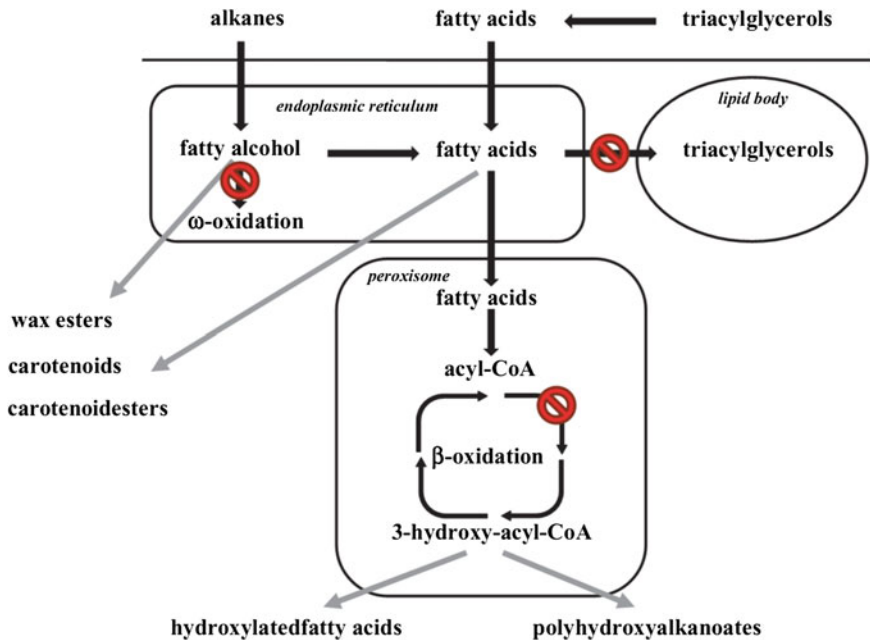 alkanes fatty acids triacylglycerols
endoplasmic reticulum lipid body
fatty alcohol fatty acids triacylglycerols
ω-oxidation
peroxisome
fatty acids
wax esters
carotenoids
acyl-CoA
carotenoidesters
β-oxidation
3-hydroxy-acyl-CoA
hydroxylatedfatty acids polyhydroxyalkanoates